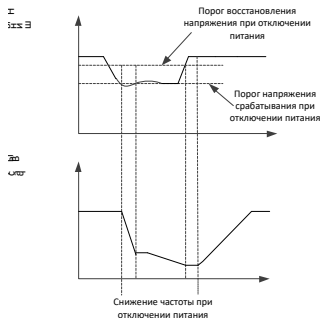 Порог восстановления
напряжения при отключении
питания
Порог напряжения
срабатывания при
отключении питания
Снижение частоты при
отключении питания